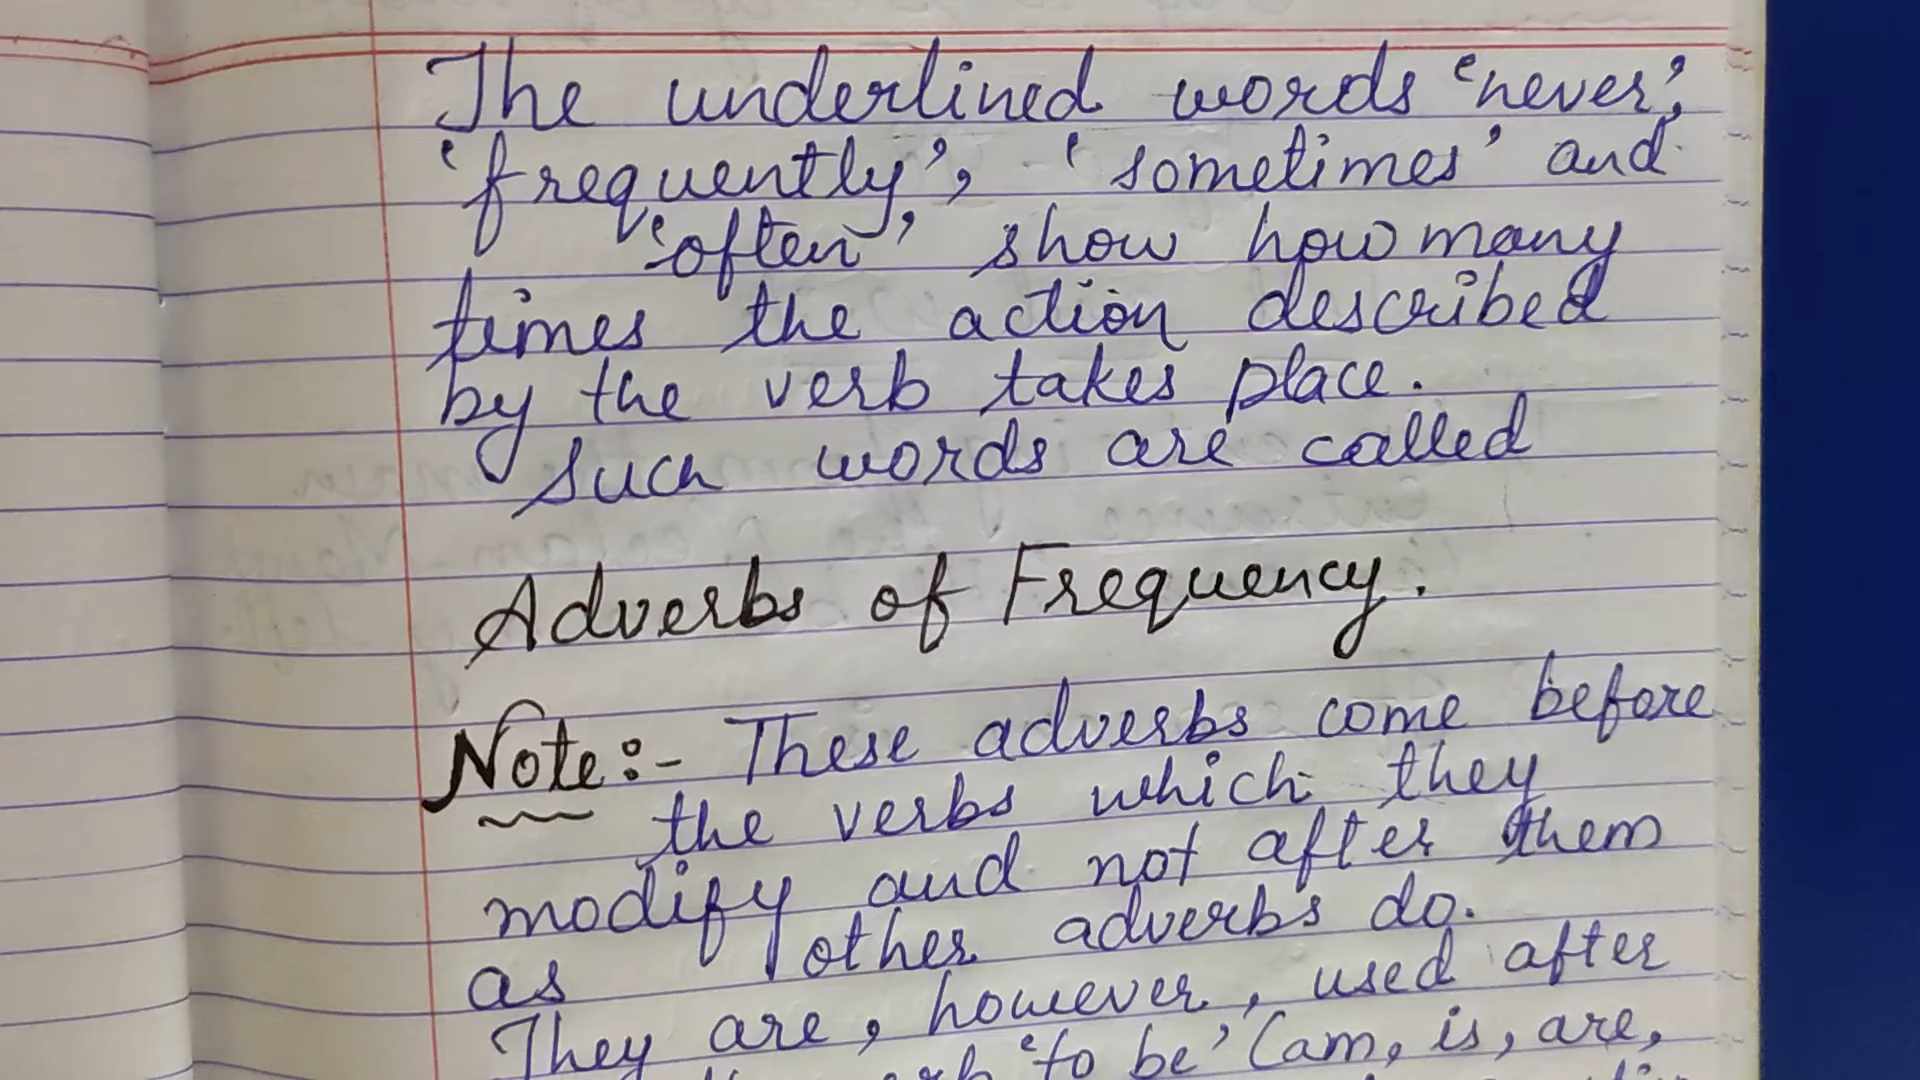 The underlined words 'never',
'frequently', 'sometimes' and
'often' show how many
times the action described
by the verb takes place.
Such words are called
Adverbs of Frequency.
Note:- These adverbs come before
the verbs which they
modify and not after them
as other adverbs do.
They are, however, used after
verb 'to be' (am, is, are,